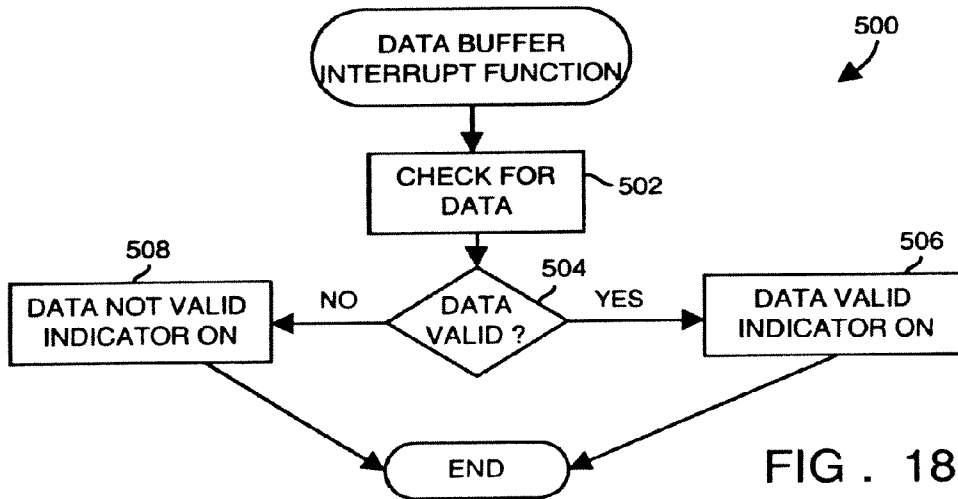 DATA BUFFER
INTERRUPT FUNCTION
500
CHECK FOR
DATA
502
508
504
506
DATA NOT VALID
INDICATOR ON
NO
DATA
VALID ?
YES
DATA VALID
INDICATOR ON
END
FIG . 18